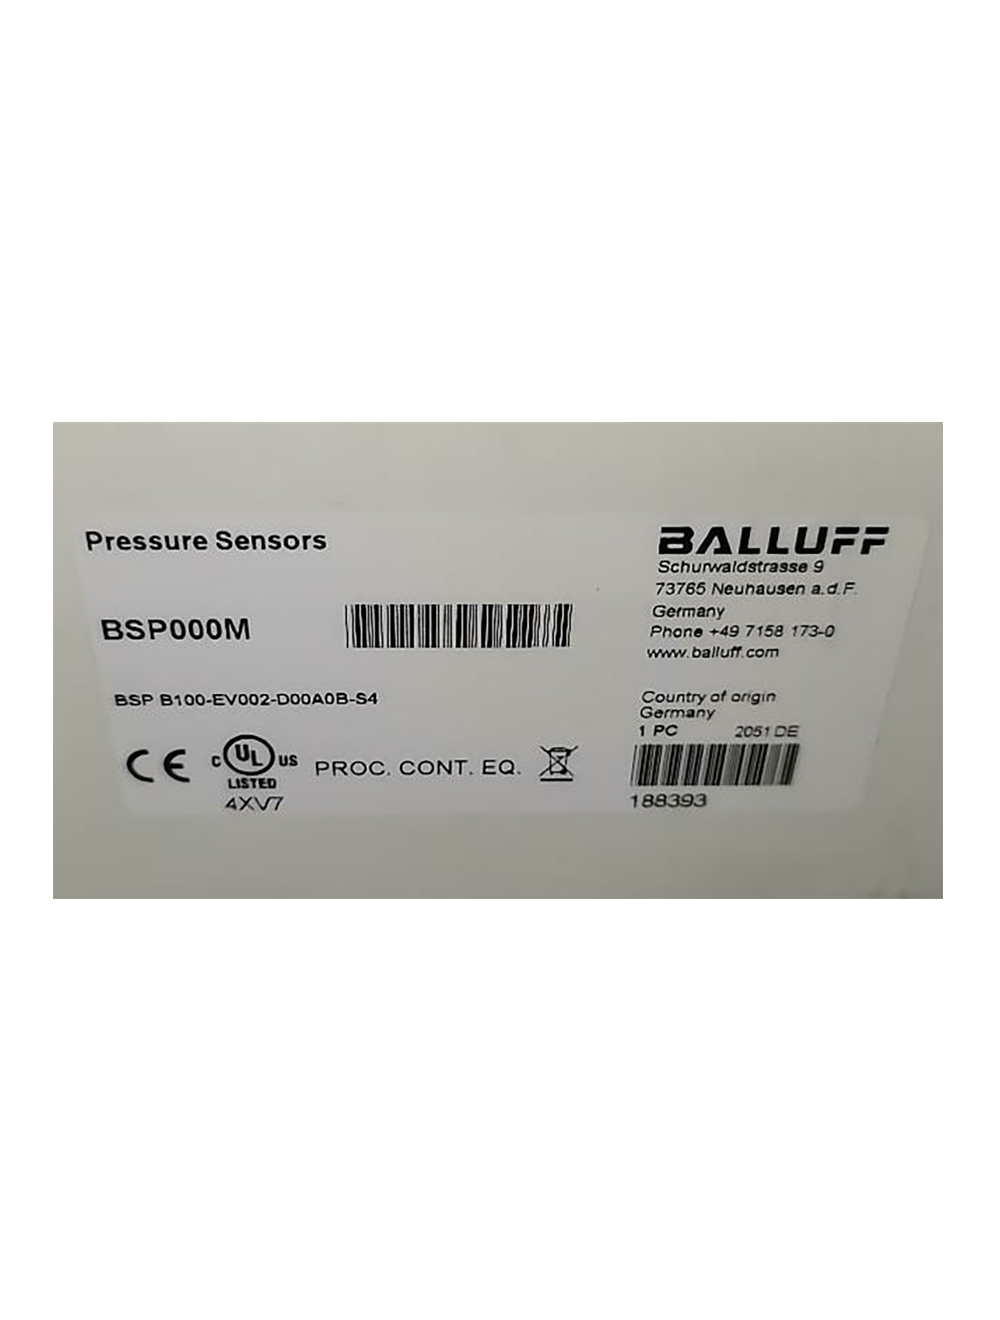 Pressure Sensors
BALLUFF
Schurwaldstrasse 9
73765 Neuhausen a.d.F.
Germany
Phone +49 7158 173-0
www.balluff.com
BSP000M
BSP B100-EV002-D00A0B-S4
Country of origin
Germany
1 PC 2051 DE
188393
CE
C UL US
LISTED
4XV7
PROC. CONT. EQ.